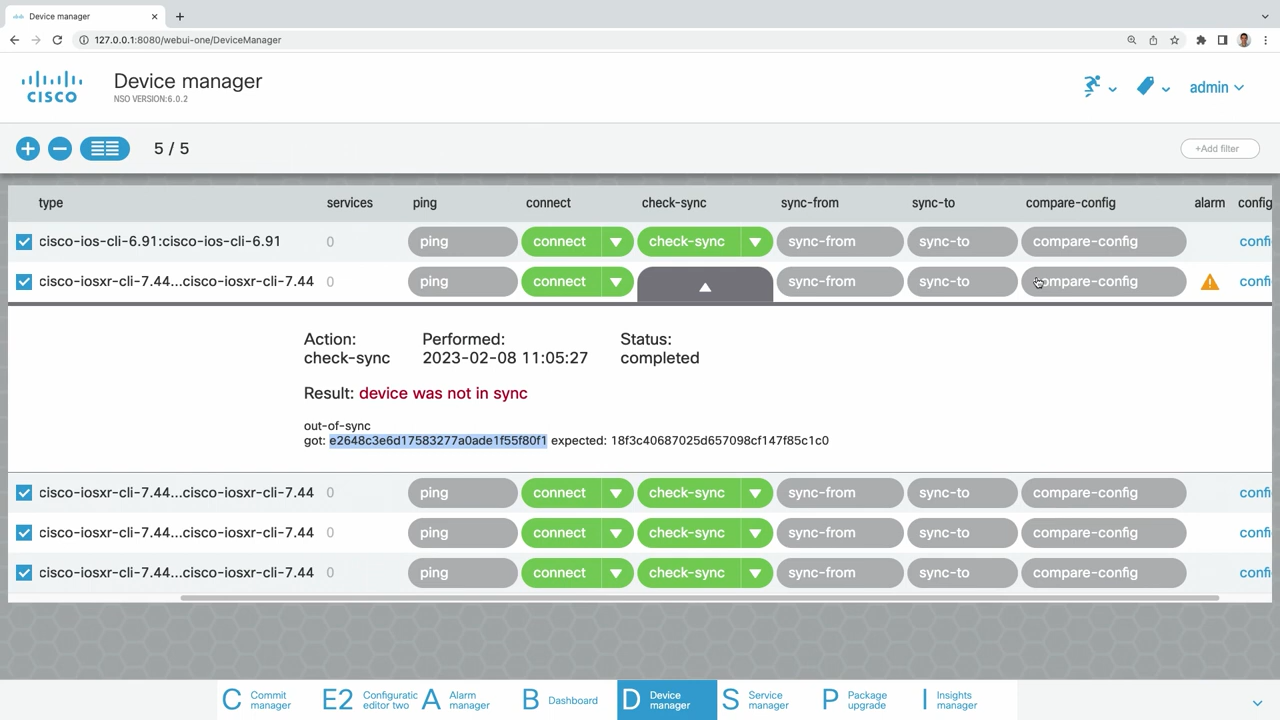 Device manager
127.0.0.1:8080/webui-one/DeviceManager
CISCO
Device manager
NSO VERSION:6.0.2
admin
5 / 5
+Add filter
type services ping connect check-sync sync-from sync-to compare-config alarm config
cisco-ios-cli-6.91:cisco-ios-cli-6.91 0 ping connect check-sync sync-from sync-to compare-config confi
cisco-iosxr-cli-7.44...cisco-iosxr-cli-7.44 0 ping connect sync-from sync-to compare-config confi
Action: Performed: Status:
check-sync 2023-02-08 11:05:27 completed
Result: device was not in sync
out-of-sync
got: e2648c3e6d17583277a0ade1f55f80f1 expected: 18f3c40687025d657098cf147f85c1c0
cisco-iosxr-cli-7.44...cisco-iosxr-cli-7.44 0 ping connect check-sync sync-from sync-to compare-config confi
cisco-iosxr-cli-7.44...cisco-iosxr-cli-7.44 0 ping connect check-sync sync-from sync-to compare-config confi
cisco-iosxr-cli-7.44...cisco-iosxr-cli-7.44 0 ping connect check-sync sync-from sync-to compare-config confi
C Commit manager
E2 Configuratic editor two
A Alarm manager
B Dashboard
D Device manager
S Service manager
P Package upgrade
I Insights manager